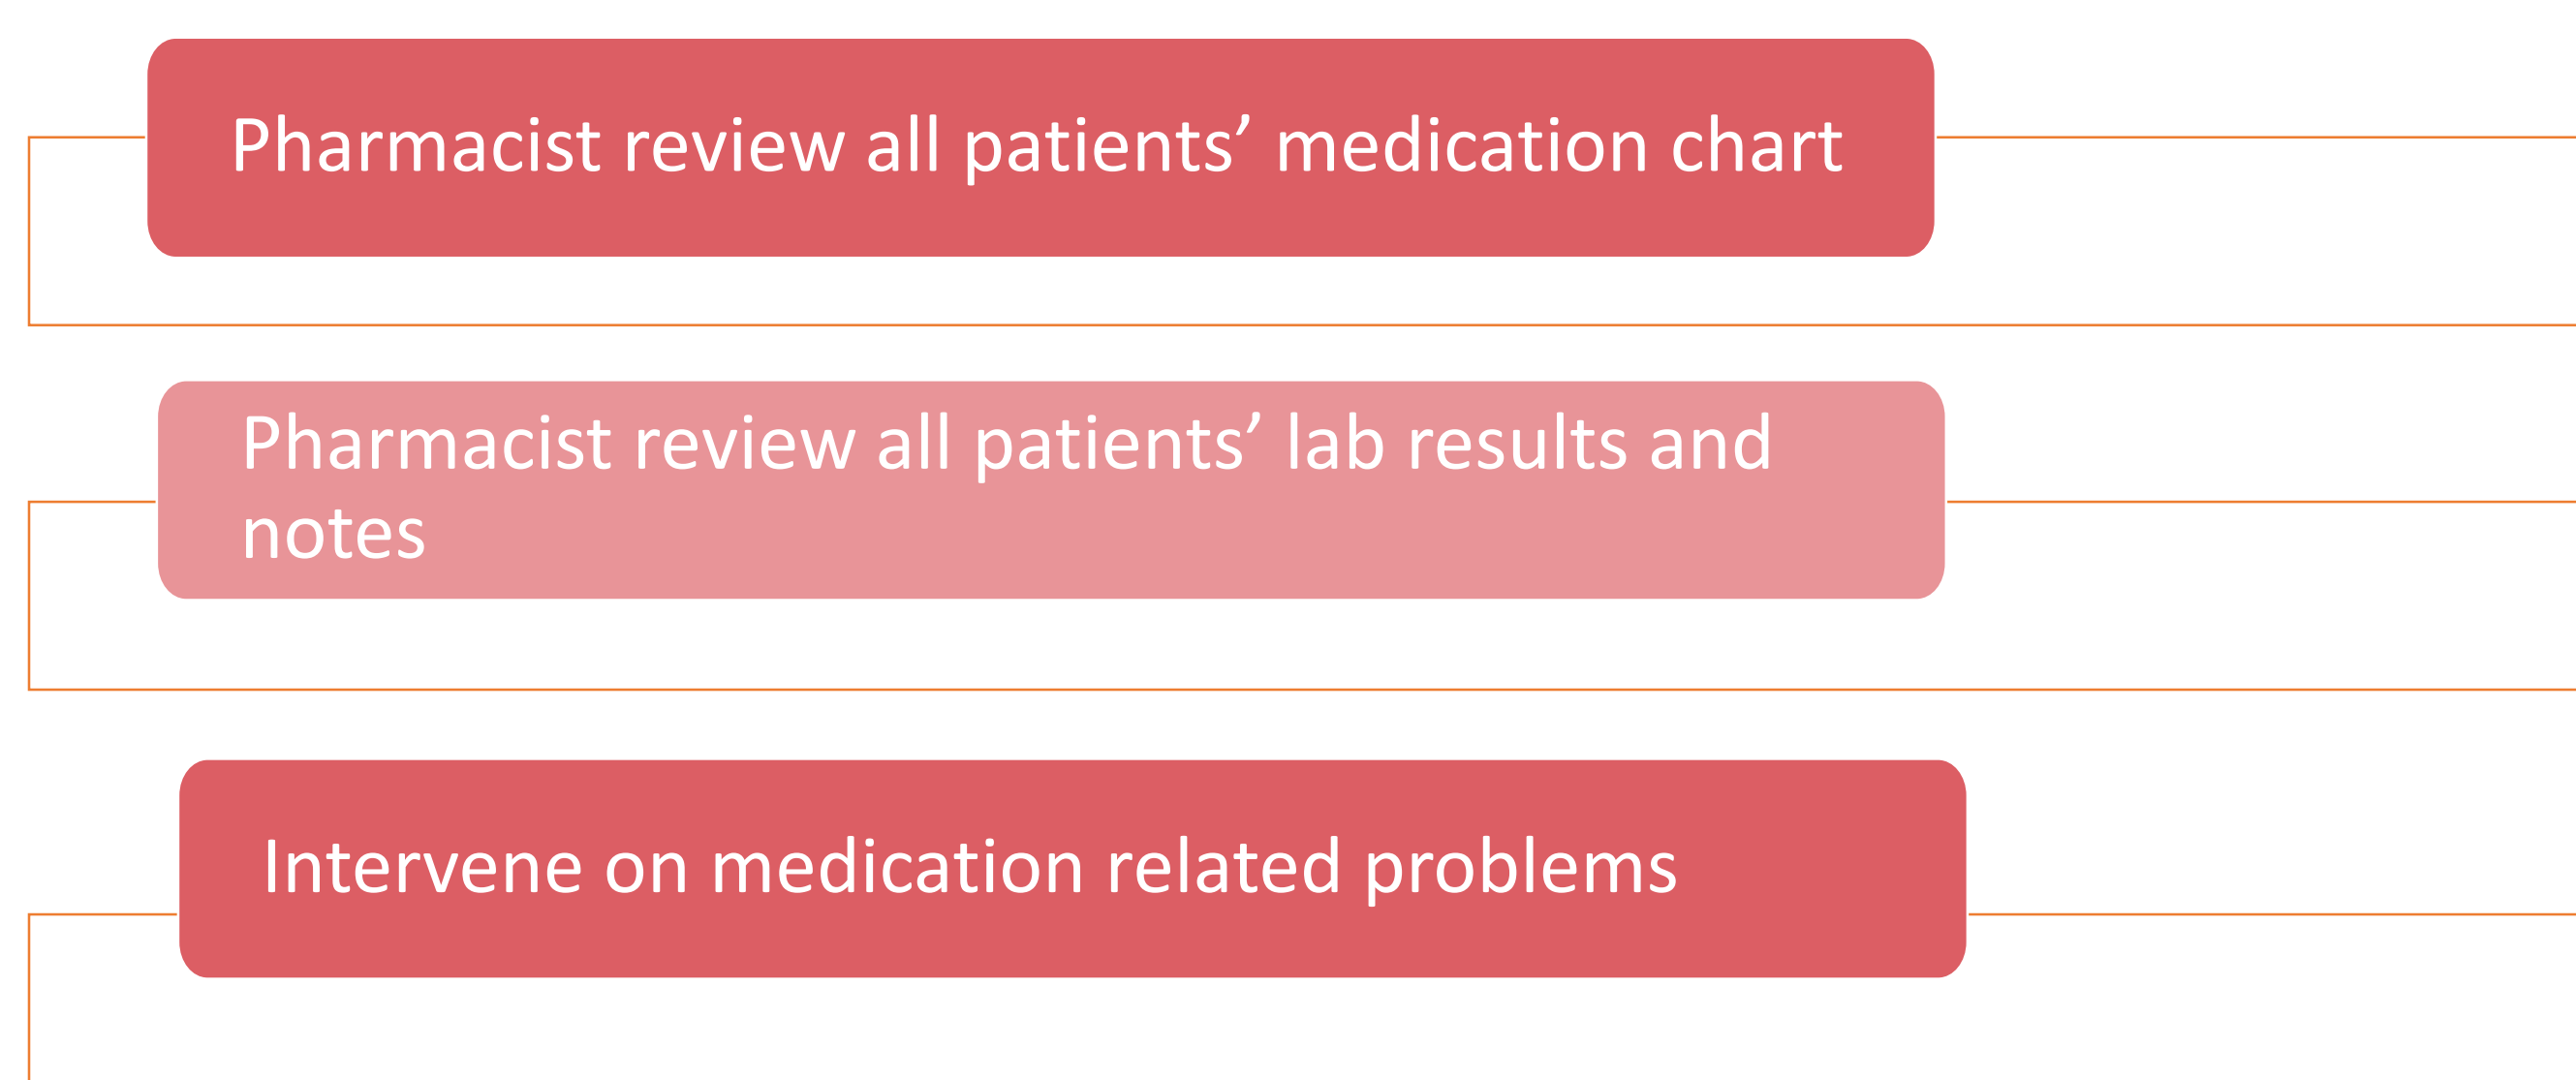 Pharmacist review all patients’ medication chart
Pharmacist review all patients’ lab results and
notes
Intervene on medication related problems